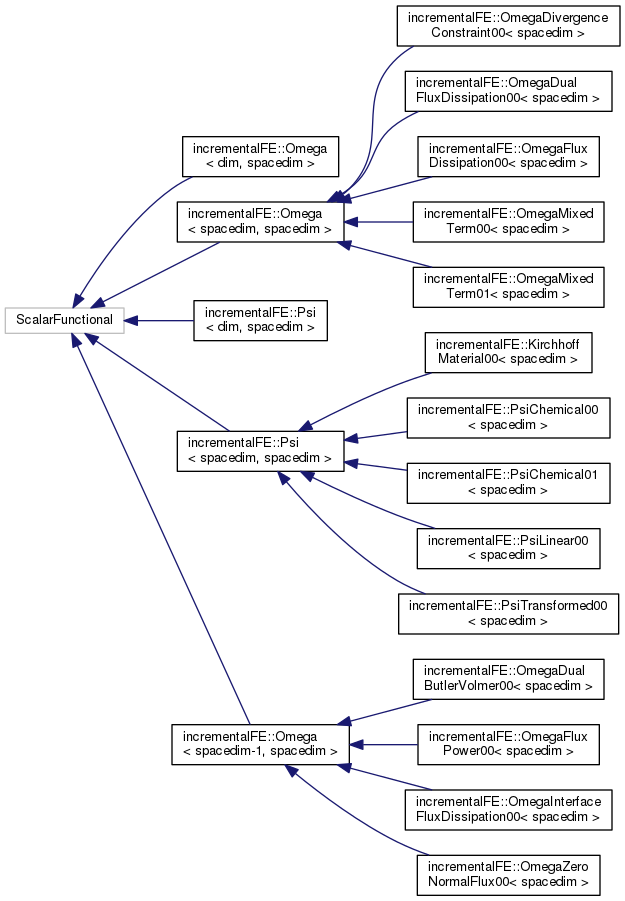 incrementalFE::OmegaDivergence
Constraint00< spacedim >
incrementalFE::OmegaDual
FluxDissipation00< spacedim >
incrementalFE::Omega
< dim, spacedim >
incrementalFE::OmegaFlux
Dissipation00< spacedim >
incrementalFE::Omega
< spacedim, spacedim >
incrementalFE::OmegaMixed
Term00< spacedim >
incrementalFE::OmegaMixed
Term01< spacedim >
ScalarFunctional
incrementalFE::Psi
< dim, spacedim >
incrementalFE::Kirchhoff
Material00< spacedim >
incrementalFE::PsiChemical00
< spacedim >
incrementalFE::Psi
< spacedim, spacedim >
incrementalFE::PsiChemical01
< spacedim >
incrementalFE::PsiLinear00
< spacedim >
incrementalFE::PsiTransformed00
< spacedim >
incrementalFE::OmegaDual
ButlerVolmer00< spacedim >
incrementalFE::Omega
< spacedim-1, spacedim >
incrementalFE::OmegaFlux
Power00< spacedim >
incrementalFE::OmegaInterface
FluxDissipation00< spacedim >
incrementalFE::OmegaZero
NormalFlux00< spacedim >